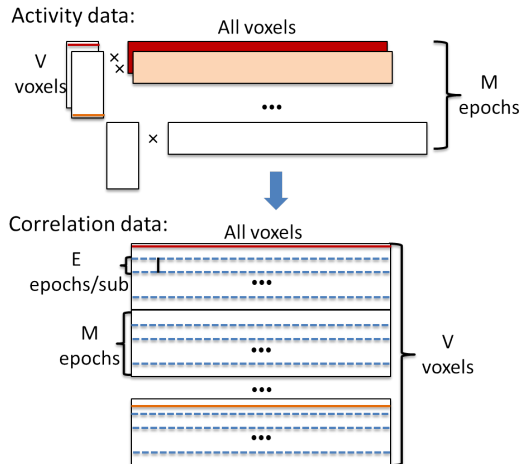 Activity data:
All voxels
V
voxels
×
×
M
epochs
...
×
Correlation data:
All voxels
E
epochs/sub
...
M
epochs
...
V
voxels
...
...